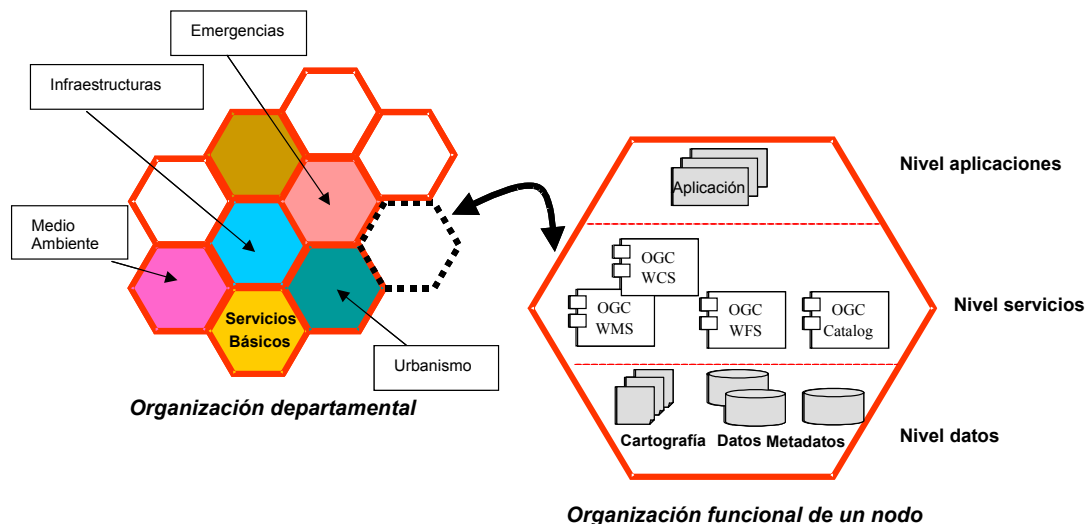 Emergencias
Infraestructuras
Medio
Ambiente
Servicios
Básicos
Urbanismo
Organización departamental
Aplicación
Nivel aplicaciones
OGC
WCS
OGC
WMS
OGC
WFS
OGC
Catalog
Nivel servicios
Cartografía
Datos
Metadatos
Nivel datos
Organización funcional de un nodo